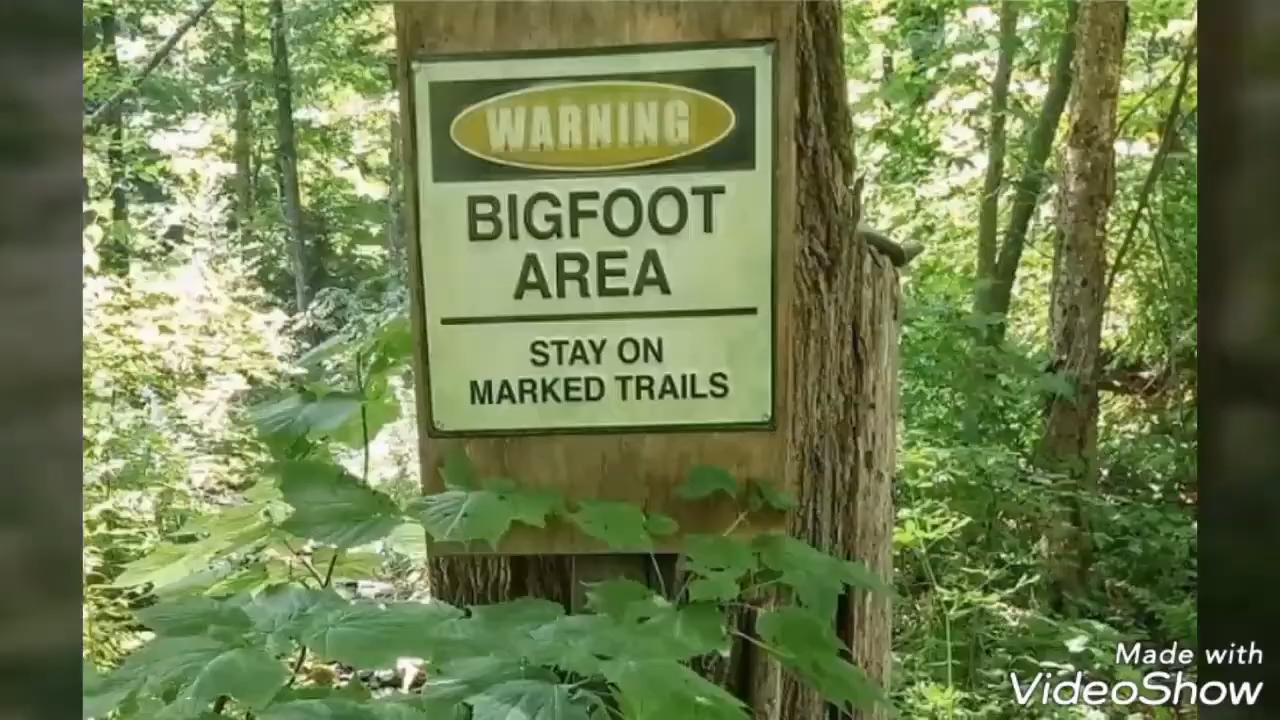 WARNING
BIGFOOT
AREA
STAY ON
MARKED TRAILS
Made with
VideoShow